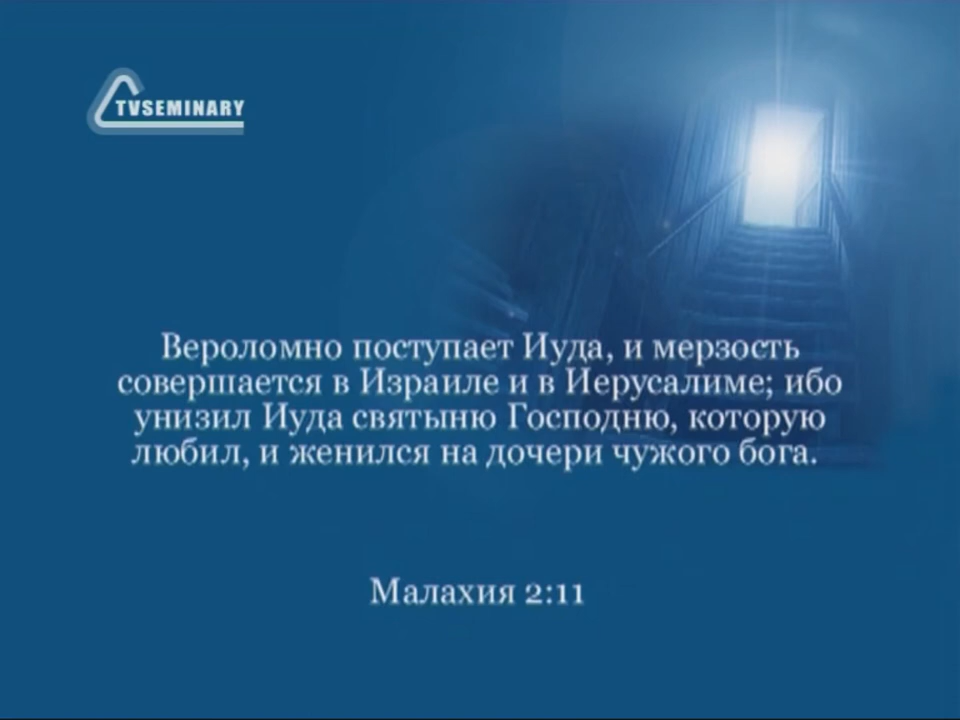 TVSEMINARY
Вероломно поступает Иуда, и мерзость
совершается в Израиле и в Иерусалиме; ибо
унизил Иуда святыню Господню, которую
любил, и женился на дочери чужого бога.
Малахия 2:11